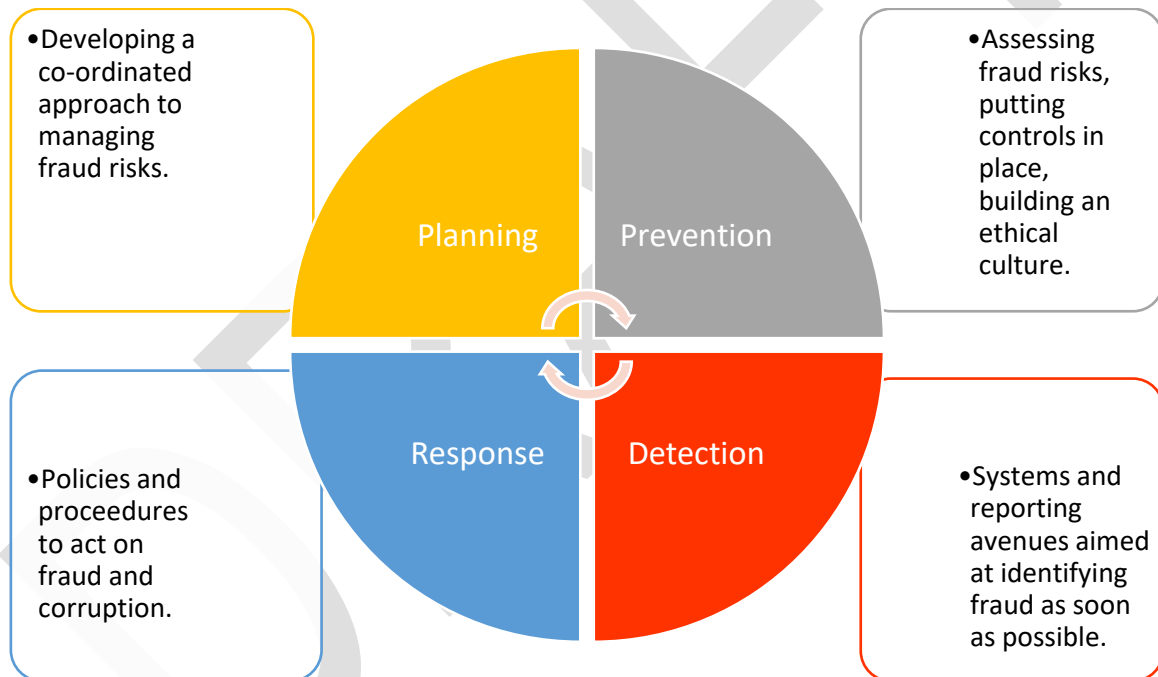 •Developing a
co-ordinated
approach to
managing
fraud risks.
•Assessing
fraud risks,
putting
controls in
place,
building an
ethical
culture.
Planning
Prevention
Response
Detection
•Policies and
proceedures
to act on
fraud and
corruption.
•Systems and
reporting
avenues aimed
at identifying
fraud as soon
as possible.